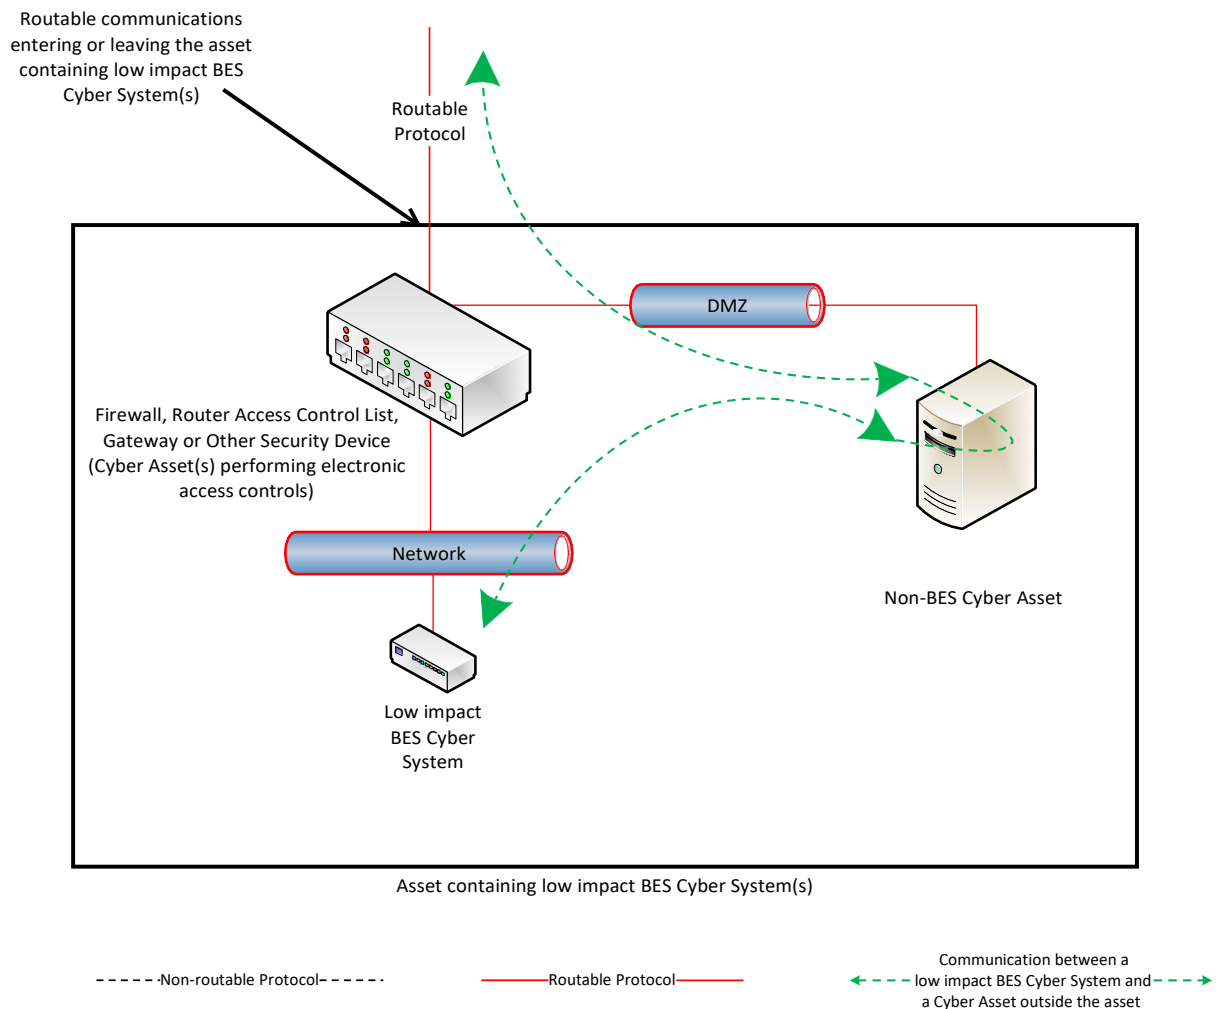 Routable communications
entering or leaving the asset
containing low impact BES
Cyber System(s)
Routable
Protocol
DMZ
Firewall, Router Access Control List,
Gateway or Other Security Device
(Cyber Asset(s) performing electronic
access controls)
Network
Non-BES Cyber Asset
Low impact
BES Cyber
System
Asset containing low impact BES Cyber System(s)
Non-routable Protocol
Routable Protocol
Communication between a
low impact BES Cyber System and
a Cyber Asset outside the asset